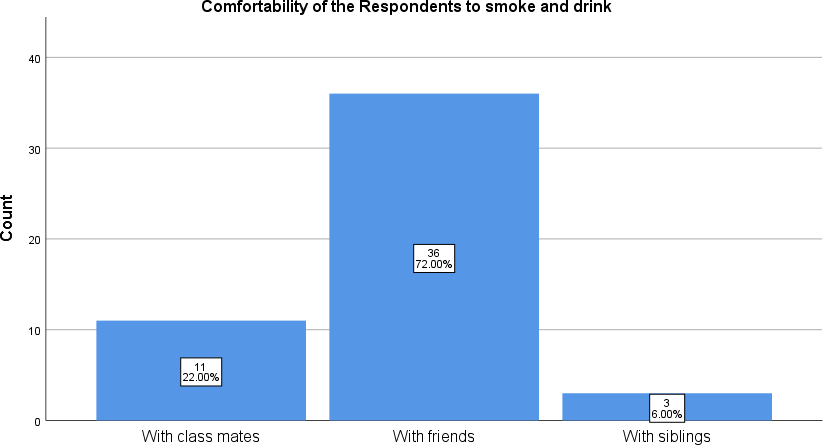 Comfortability of the Respondents to smoke and drink
Count
40
30
20
10
0
11
22.00%
36
72.00%
3
6.00%
With class mates
With friends
With siblings